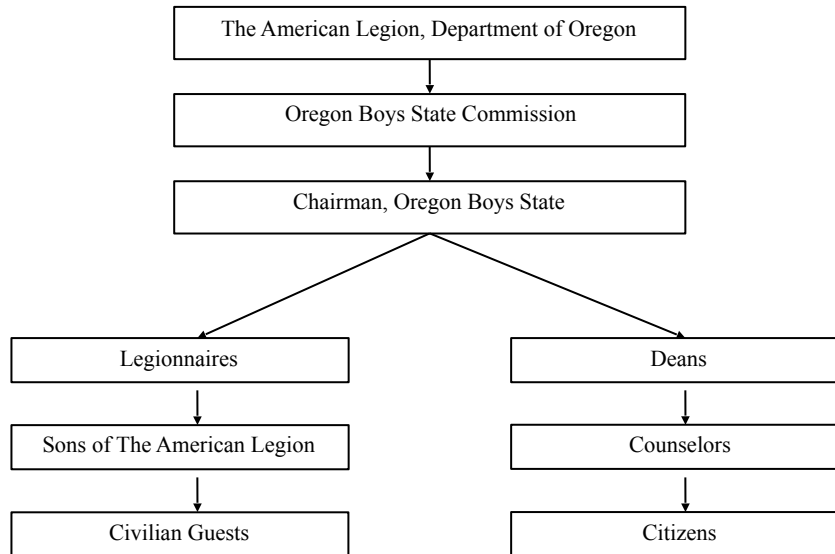 The American Legion, Department of Oregon
Oregon Boys State Commission
Chairman, Oregon Boys State
Legionnaires
Deans
Sons of The American Legion
Counselors
Civilian Guests
Citizens